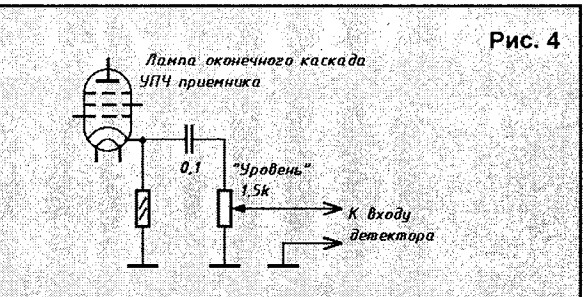 Рис. 4
Лампа оконечного каскада
УПЧ приемника
0,1
"Уровень"
1,5k
К входу
детектора